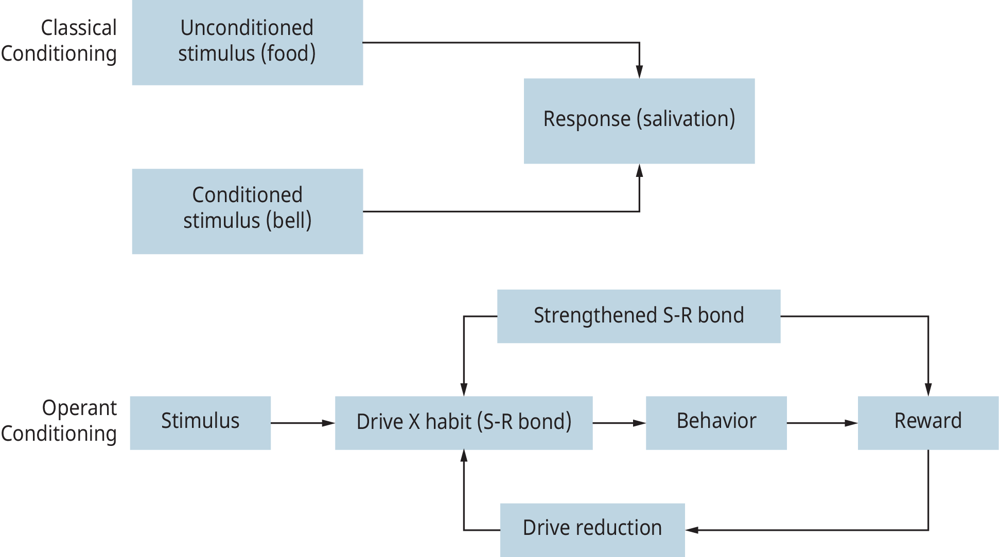 Classical
Conditioning
Unconditioned
stimulus (food)
Response (salivation)
Conditioned
stimulus (bell)
Strengthened S-R bond
Operant
Conditioning
Stimulus
Drive X habit (S-R bond)
Behavior
Reward
Drive reduction